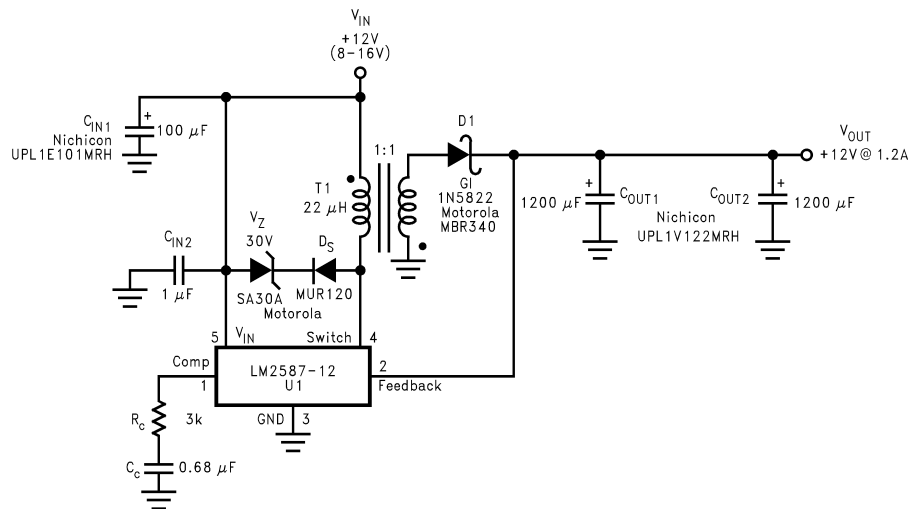 V_IN
+12V
(8–16V)
C_IN1
Nichicon
UPL1E101MRH
+
100 μF
D1
1:1
V_OUT
+12V@ 1.2A
T1
22 μH
GI
1N5822
Motorola
MBR340
+
1200 μF
C_OUT1
C_OUT2
+
1200 μF
Nichicon
UPL1V122MRH
V_Z
30V
D_S
C_IN2
1 μF
SA30A
MUR120
Motorola
5
V_IN
Switch
4
Comp
1
LM2587-12
U1
2
Feedback
GND
3
R_c
3k
C_c
0.68 μF